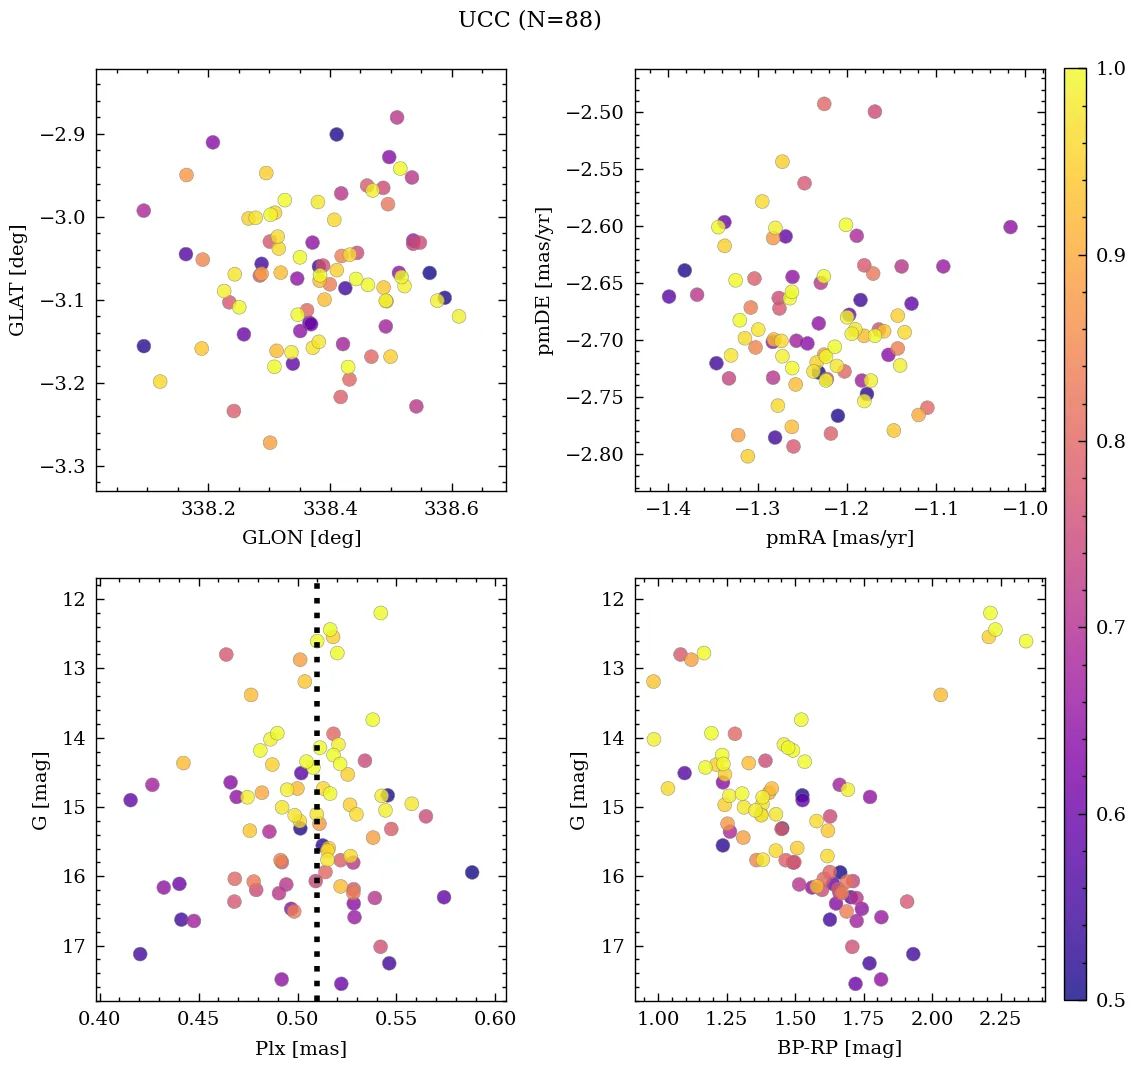 UCC (N=88)
−2.9
−3.0
−3.1
−3.2
−3.3
GLAT [deg]
338.2 338.4 338.6
GLON [deg]
−2.50
−2.55
−2.60
−2.65
−2.70
−2.75
−2.80
pmDE [mas/yr]
−1.4 −1.3 −1.2 −1.1 −1.0
pmRA [mas/yr]
12
13
14
15
16
17
G [mag]
0.40 0.45 0.50 0.55 0.60
Plx [mas]
12
13
14
15
16
17
G [mag]
1.00 1.25 1.50 1.75 2.00 2.25
BP-RP [mag]
1.0
0.9
0.8
0.7
0.6
0.5